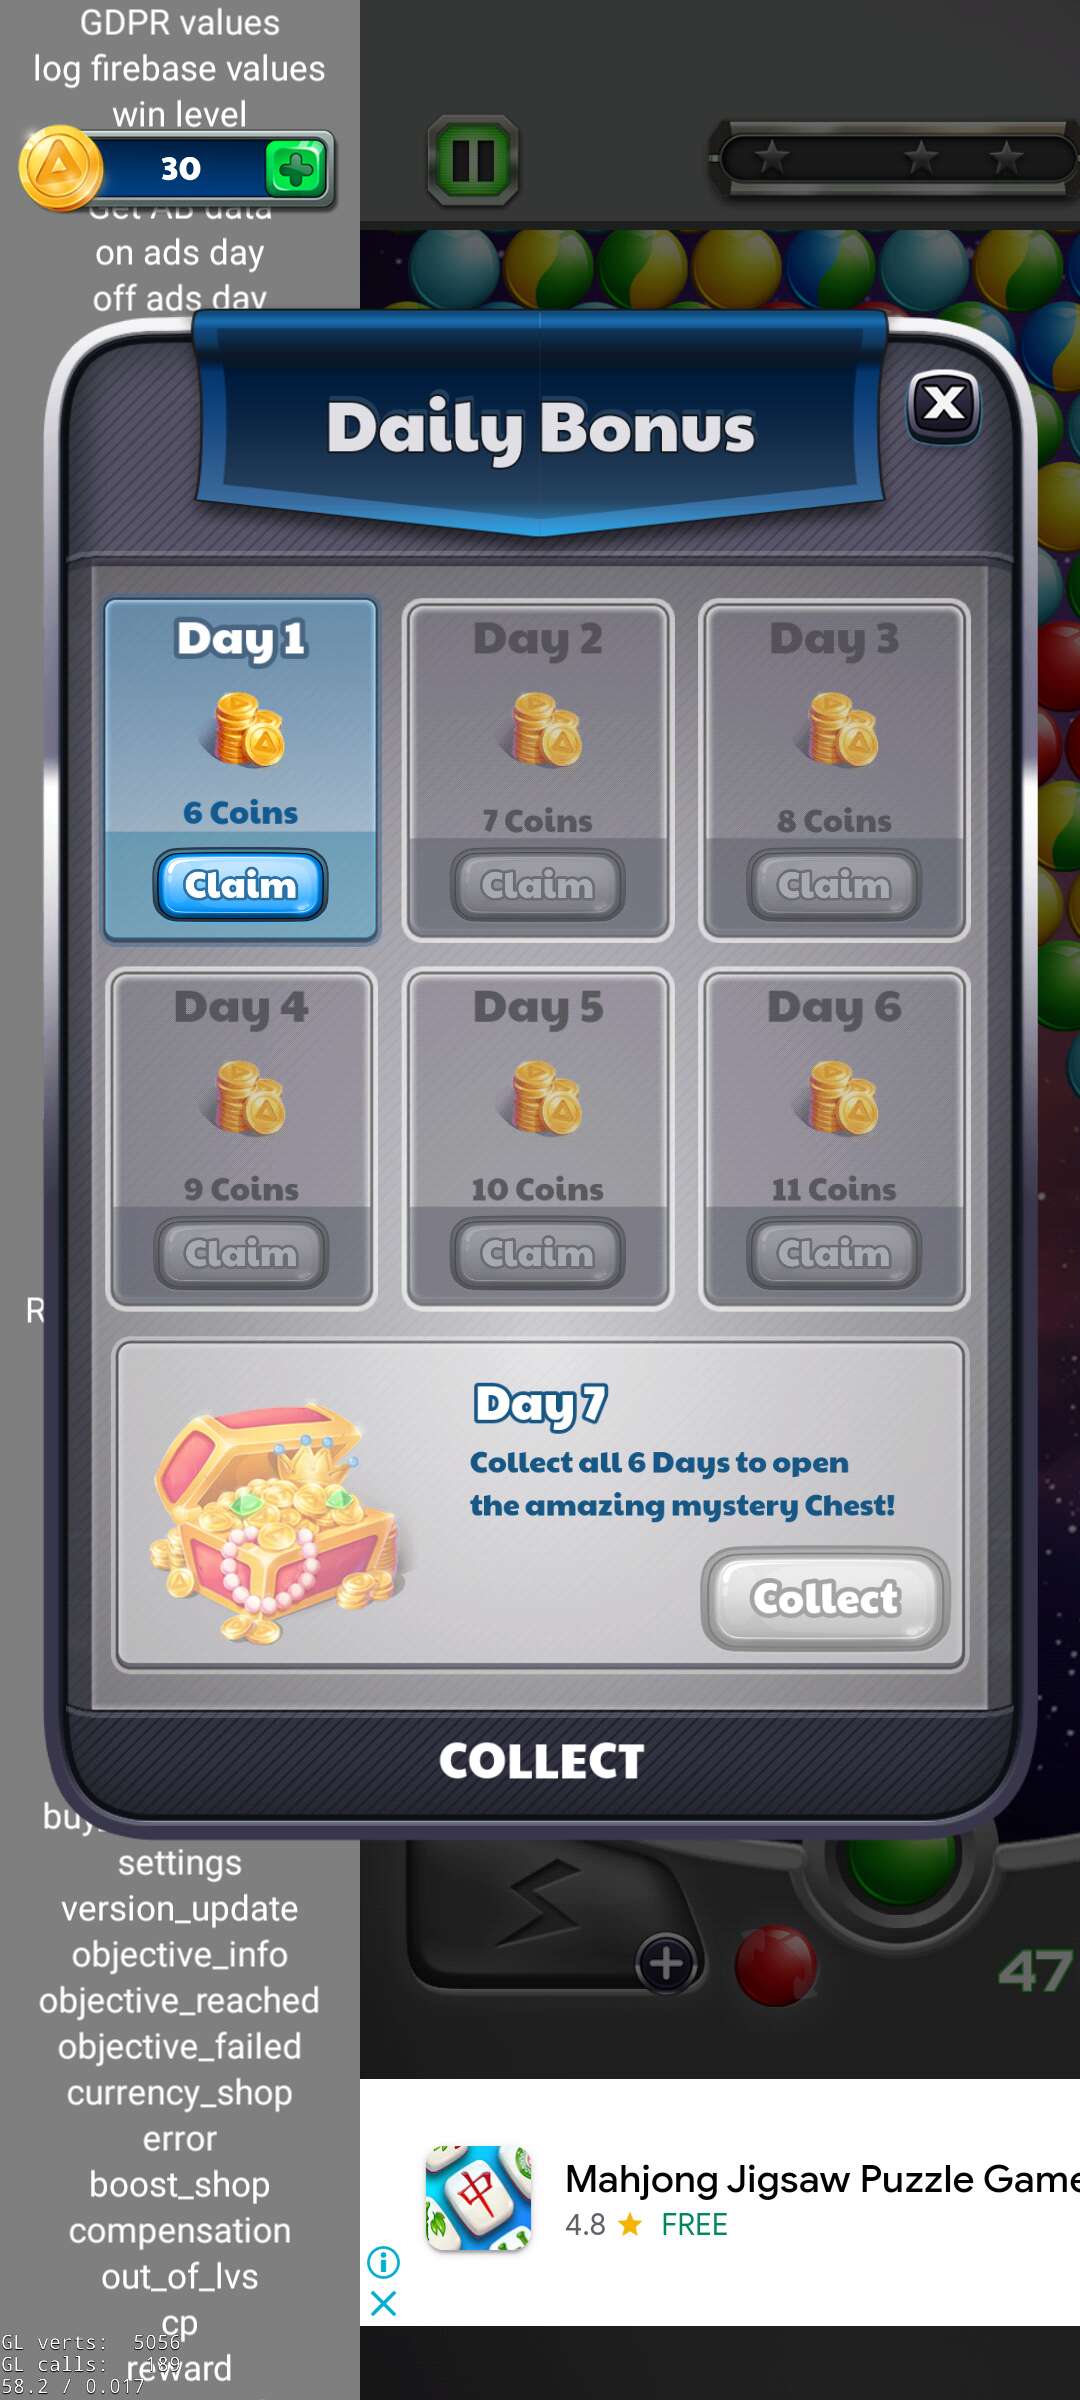 GDPR values
log firebase values
win level
30
Get AB data
on ads day
off ads day
Daily Bonus
X
Day 1
6 Coins
Claim
Day 2
7 Coins
Claim
Day 3
8 Coins
Claim
Day 4
9 Coins
Claim
Day 5
10 Coins
Claim
Day 6
11 Coins
Claim
R
Day 7
Collect all 6 Days to open
the amazing mystery Chest!
Collect
COLLECT
settings
version_update
objective_info
objective_reached
objective_failed
currency_shop
error
boost_shop
compensation
out_of_lvs
cp
reward
47
中
Mahjong Jigsaw Puzzle Game
4.8 ★ FREE
GL verts: 5056
GL calls: 189
58.2 / 0.017